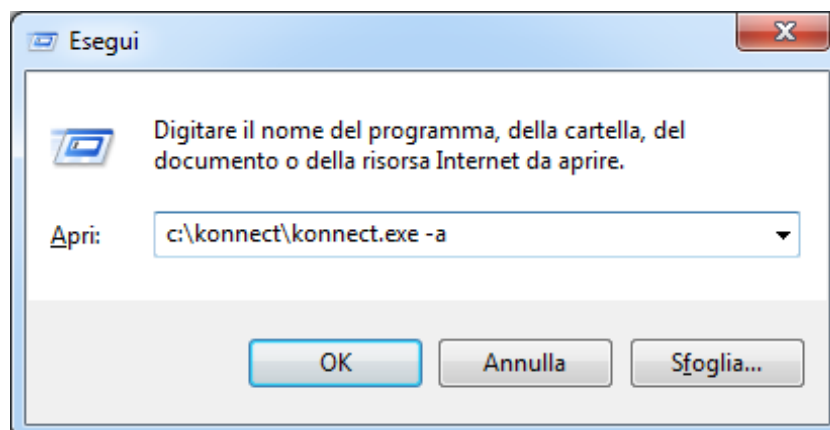 Esegui
Digitare il nome del programma, della cartella, del
documento o della risorsa Internet da aprire.
Apri: c:\konnect\konnect.exe -a
OK Annulla Sfoglia...